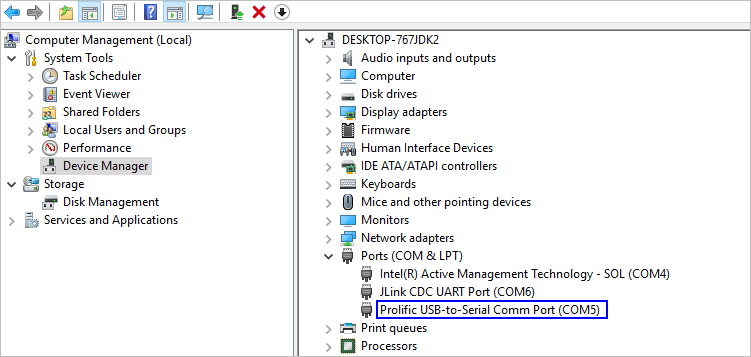 Computer Management (Local)
System Tools
Task Scheduler
Event Viewer
Shared Folders
Local Users and Groups
Performance
Device Manager
Storage
Disk Management
Services and Applications
DESKTOP-767JDK2
Audio inputs and outputs
Computer
Disk drives
Display adapters
Firmware
Human Interface Devices
IDE ATA/ATAPI controllers
Keyboards
Mice and other pointing devices
Monitors
Network adapters
Ports (COM & LPT)
Intel(R) Active Management Technology - SOL (COM4)
JLink CDC UART Port (COM6)
Prolific USB-to-Serial Comm Port (COM5)
Print queues
Processors